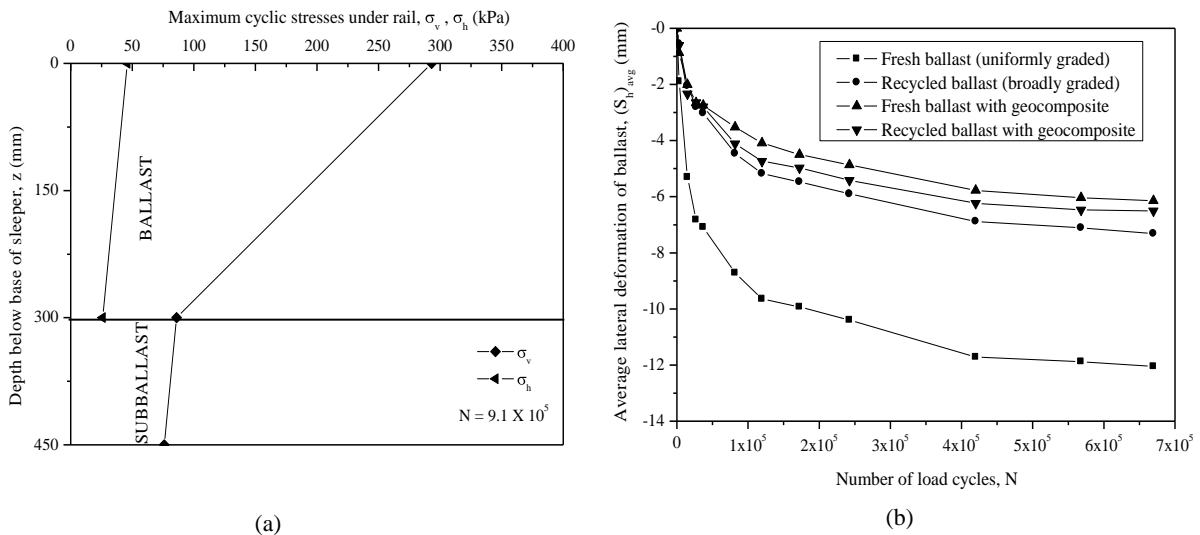 Maximum cyclic stresses under rail, σv , σh (kPa)
0 50 100 150 200 250 300 350 400
Depth below base of sleeper, z (mm)
0
150
300
450
BALLAST
SUBBALLAST
σv
σh
N = 9.1 X 10^5
(a)
Average lateral deformation of ballast, (Sh)avg (mm)
-0
-2
-4
-6
-8
-10
-12
-14
Fresh ballast (uniformly graded)
Recycled ballast (broadly graded)
Fresh ballast with geocomposite
Recycled ballast with geocomposite
0 1x10^5 2x10^5 3x10^5 4x10^5 5x10^5 6x10^5 7x10^5
Number of load cycles, N
(b)